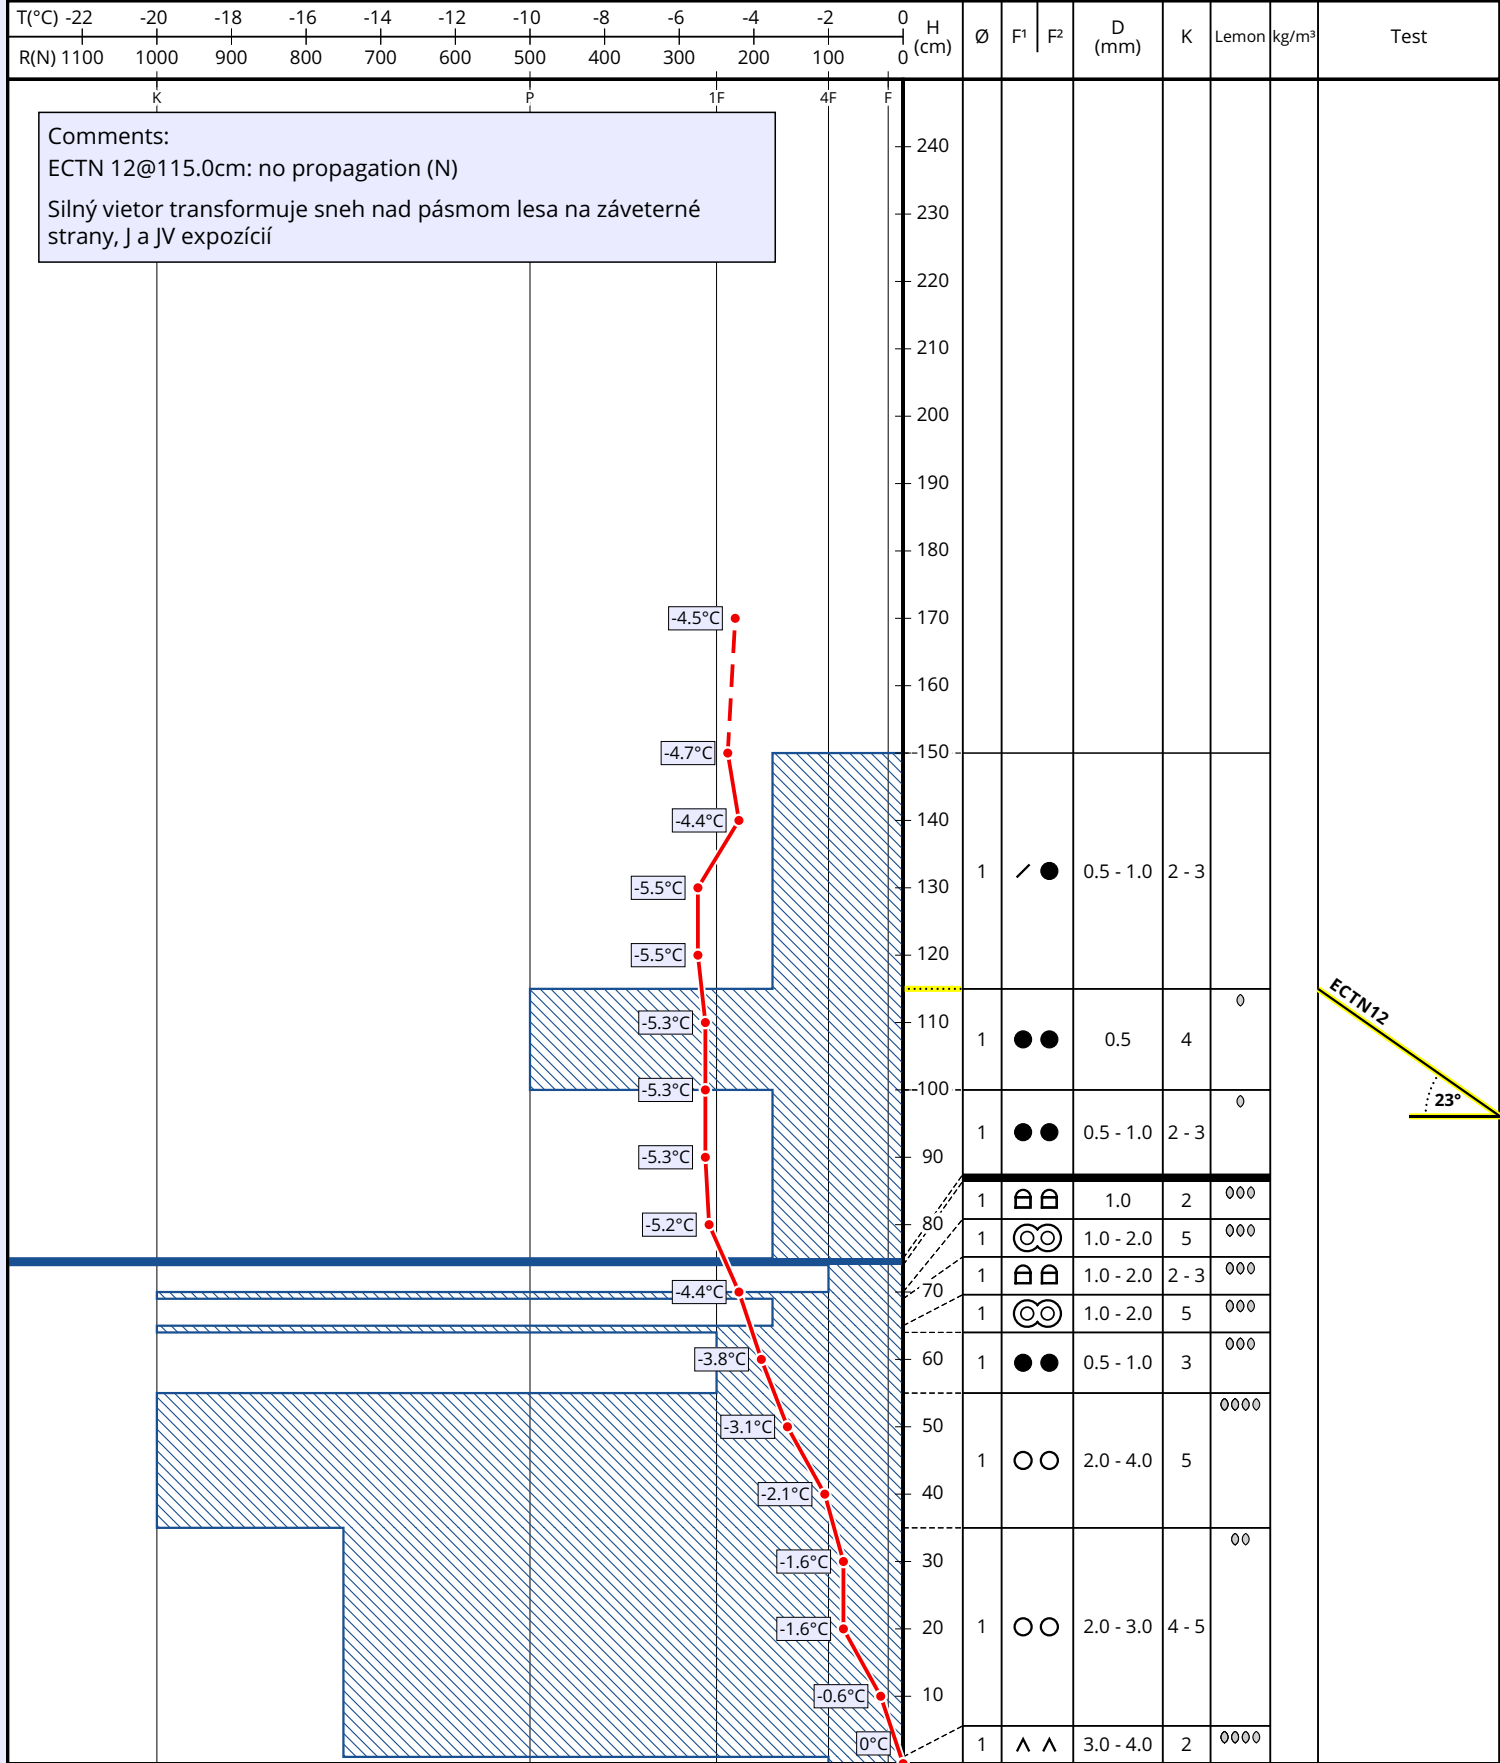 T(°C) -22 -20 -18 -16 -14 -12 -10 -8 -6 -4 -2 0
R(N) 1100 1000 900 800 700 600 500 400 300 200 100 0
H (cm) Ø F¹ F² D (mm) K Lemon kg/m³ Test
K P 1F 4F F
Comments:
ECTN 12@115.0cm: no propagation (N)
Silný vietor transformuje sneh nad pásmom lesa na záveterné
strany, J a JV expozícií
240
230
220
210
200
190
180
-4.5°C 170
160
-4.7°C 150
-4.4°C 140
1 0.5 - 1.0 2 - 3
-5.5°C 130
-5.5°C 120
ECTN12
-5.3°C 110
1 0.5 4
-5.3°C 100
23°
1 0.5 - 1.0 2 - 3
-5.3°C 90
1 1.0 2
-5.2°C 80
1 1.0 - 2.0 5
1 1.0 - 2.0 2 - 3
-4.4°C 70
1 1.0 - 2.0 5
-3.8°C 60 1 0.5 - 1.0 3
-3.1°C 50
1 2.0 - 4.0 5
-2.1°C 40
-1.6°C 30
-1.6°C 20 1 2.0 - 3.0 4 - 5
-0.6°C 10
0°C 1 3.0 - 4.0 2